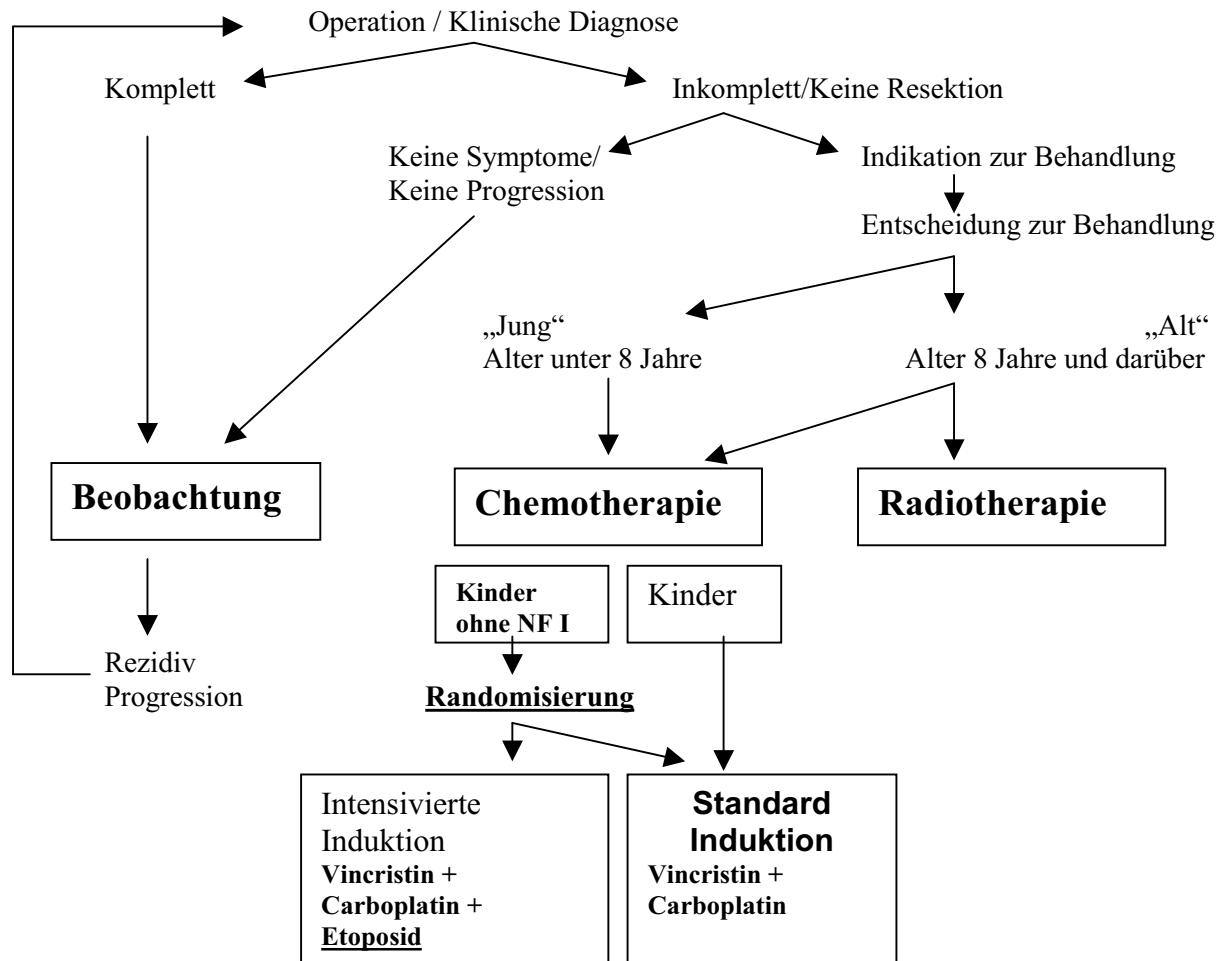 Operation / Klinische Diagnose
Komplett
Inkomplett/Keine Resektion
Keine Symptome/
Keine Progression
Indikation zur Behandlung
Entscheidung zur Behandlung
„Jung“
Alter unter 8 Jahre
„Alt“
Alter 8 Jahre und darüber
Beobachtung
Chemotherapie
Radiotherapie
Kinder
ohne NF I
Kinder
Rezidiv
Progression
Randomisierung
Intensivierte
Induktion
Vincristin +
Carboplatin +
Etoposid
Standard
Induktion
Vincristin +
Carboplatin